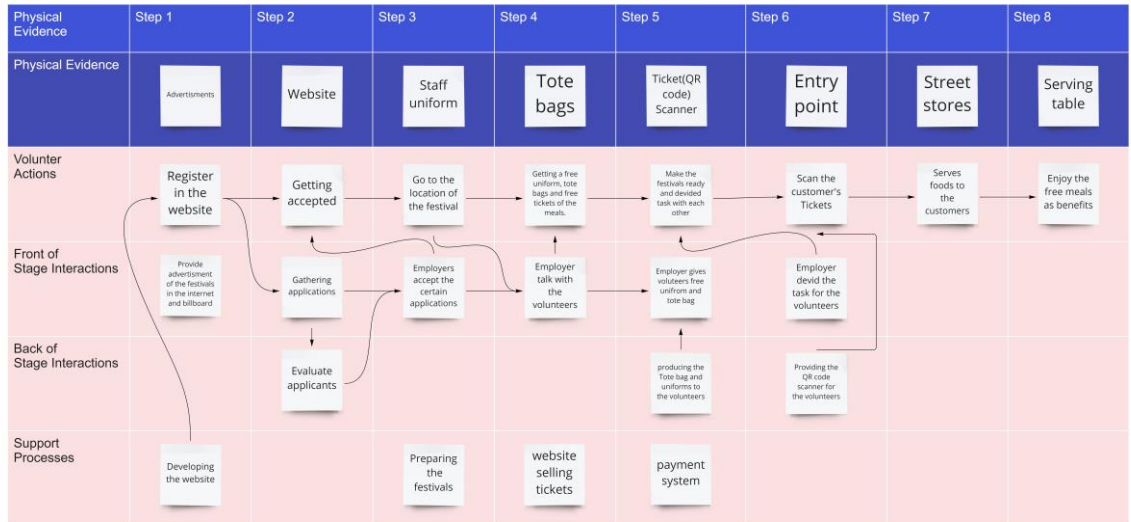 Physical
Evidence
Step 1
Step 2
Step 3
Step 4
Step 5
Step 6
Step 7
Step 8
Physical Evidence
Advertisments
Website
Staff
uniform
Tote
bags
Ticket(QR
code)
Scanner
Entry
point
Street
stores
Serving
table
Volunter
Actions
Register
in the
website
Getting
accepted
Go to the
location of
the festival
Getting a free
uniform, tote
bags and free
tickets of the
meals.
Make the
festivals ready
and devided
task with each
other
Scan the
customer's
Tickets
Serves
foods to
the
customers
Enjoy the
free meals
as benefits
Front of
Stage Interactions
Provide
advertisment
of the festivals
in the internet
and billboard
Gathering
applications
Employers
accept the
certain
applications
Employer
talk with
the
volunteers
Employer gives
voluteers free
unifrom and
tote bag
Employer
devid the
task for the
volunteers
Back of
Stage Interactions
Evaluate
applicants
producing the
Tote bag and
uniforms to
the volunteers
Providing the
QR code
scanner for
the volunteers
Support
Processes
Developing
the website
Preparing
the
festivals
website
selling
tickets
payment
system